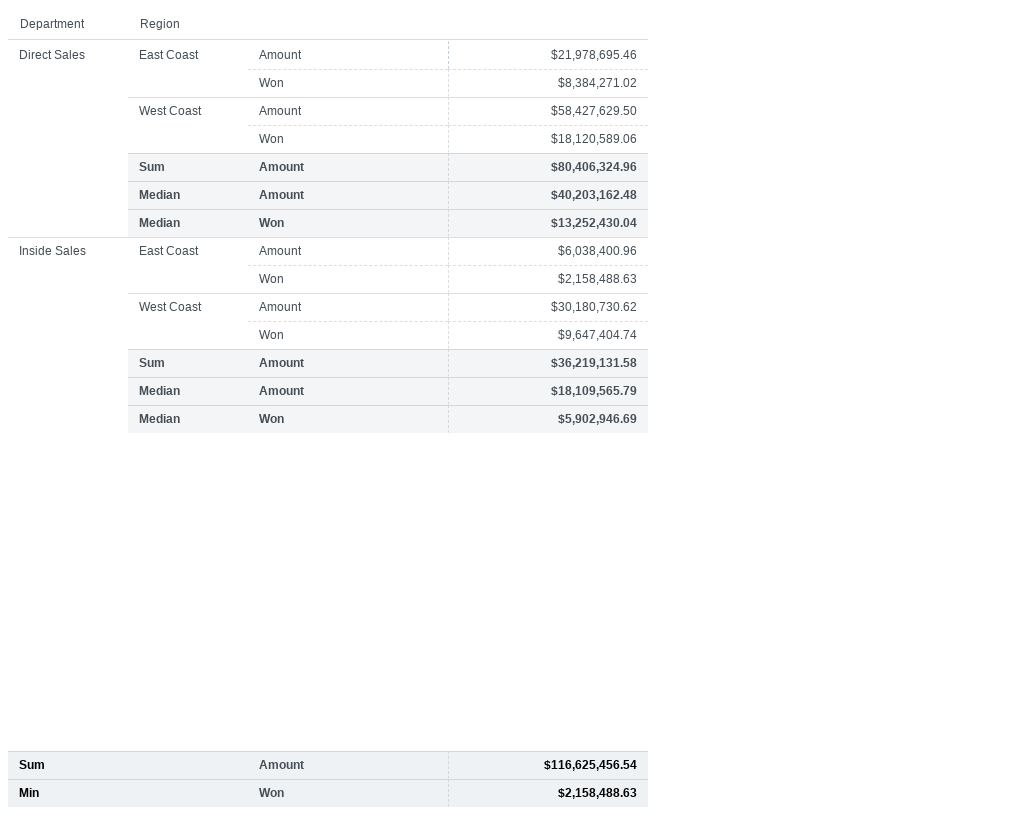 Department Region
Direct Sales East Coast Amount $21,978,695.46
Won $8,384,271.02
West Coast Amount $58,427,629.50
Won $18,120,589.06
Sum Amount $80,406,324.96
Median Amount $40,203,162.48
Median Won $13,252,430.04
Inside Sales East Coast Amount $6,038,400.96
Won $2,158,488.63
West Coast Amount $30,180,730.62
Won $9,647,404.74
Sum Amount $36,219,131.58
Median Amount $18,109,565.79
Median Won $5,902,946.69
Sum Amount $116,625,456.54
Min Won $2,158,488.63